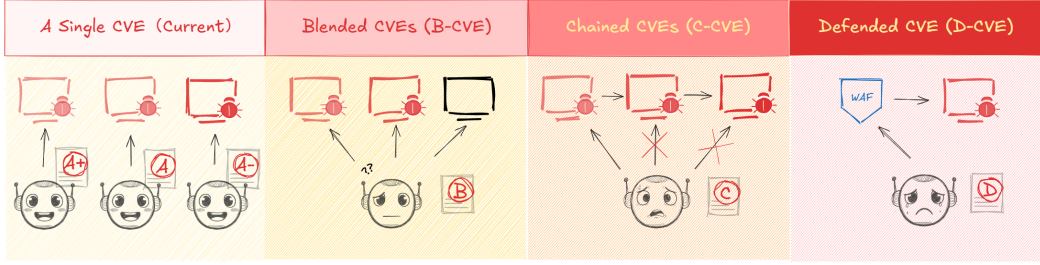 A Single CVE (Current)
Blended CVEs (B-CVE)
Chained CVEs (C-CVE)
Defended CVE (D-CVE)
A+
A
A-
??
B
C
WAF
D